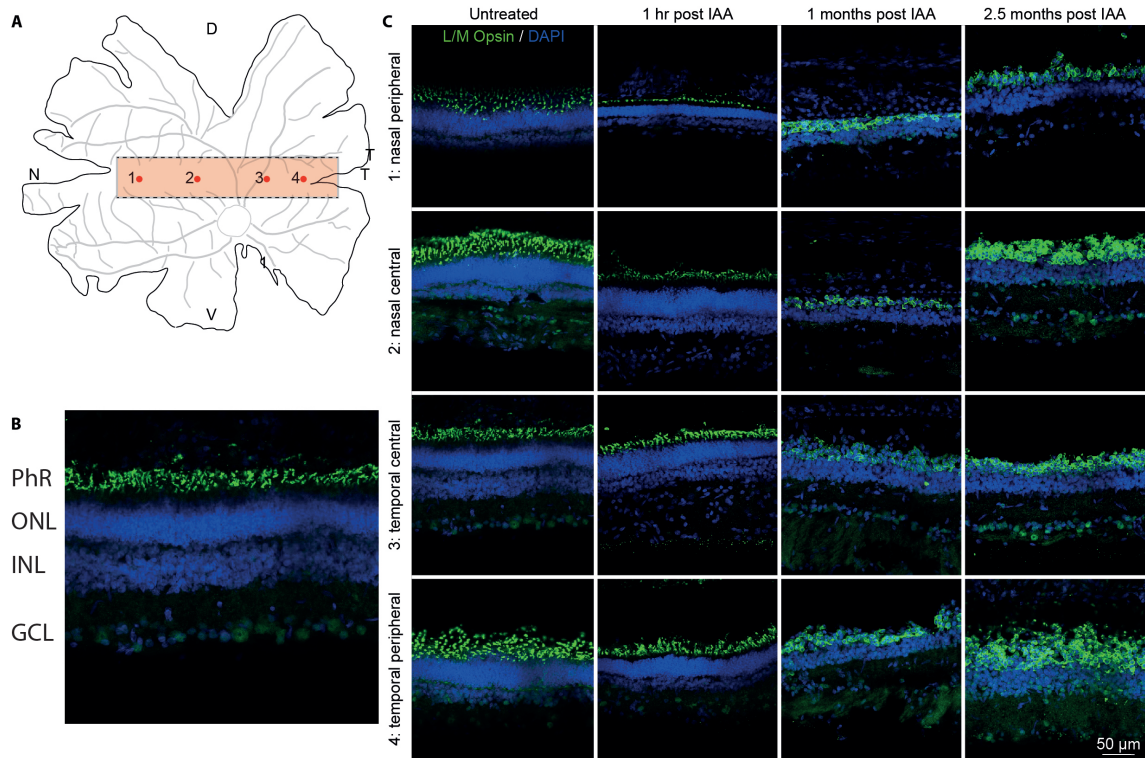 A
D
N
T
T
V
1
2
3
4
B
PhR
ONL
INL
GCL
C
Untreated
1 hr post IAA
1 months post IAA
2.5 months post IAA
L/M Opsin / DAPI
1: nasal peripheral
2: nasal central
3: temporal central
4: temporal peripheral
50 µm